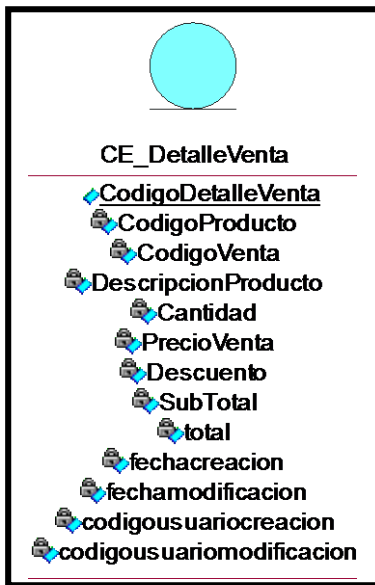 CE_DetalleVenta
CodigoDetalleVenta
CodigoProducto
CodigoVenta
DescripcionProducto
Cantidad
PrecioVenta
Descuento
SubTotal
total
fechacreacion
fechamodificacion
codigousuariocreacion
codigousuariomodificacion